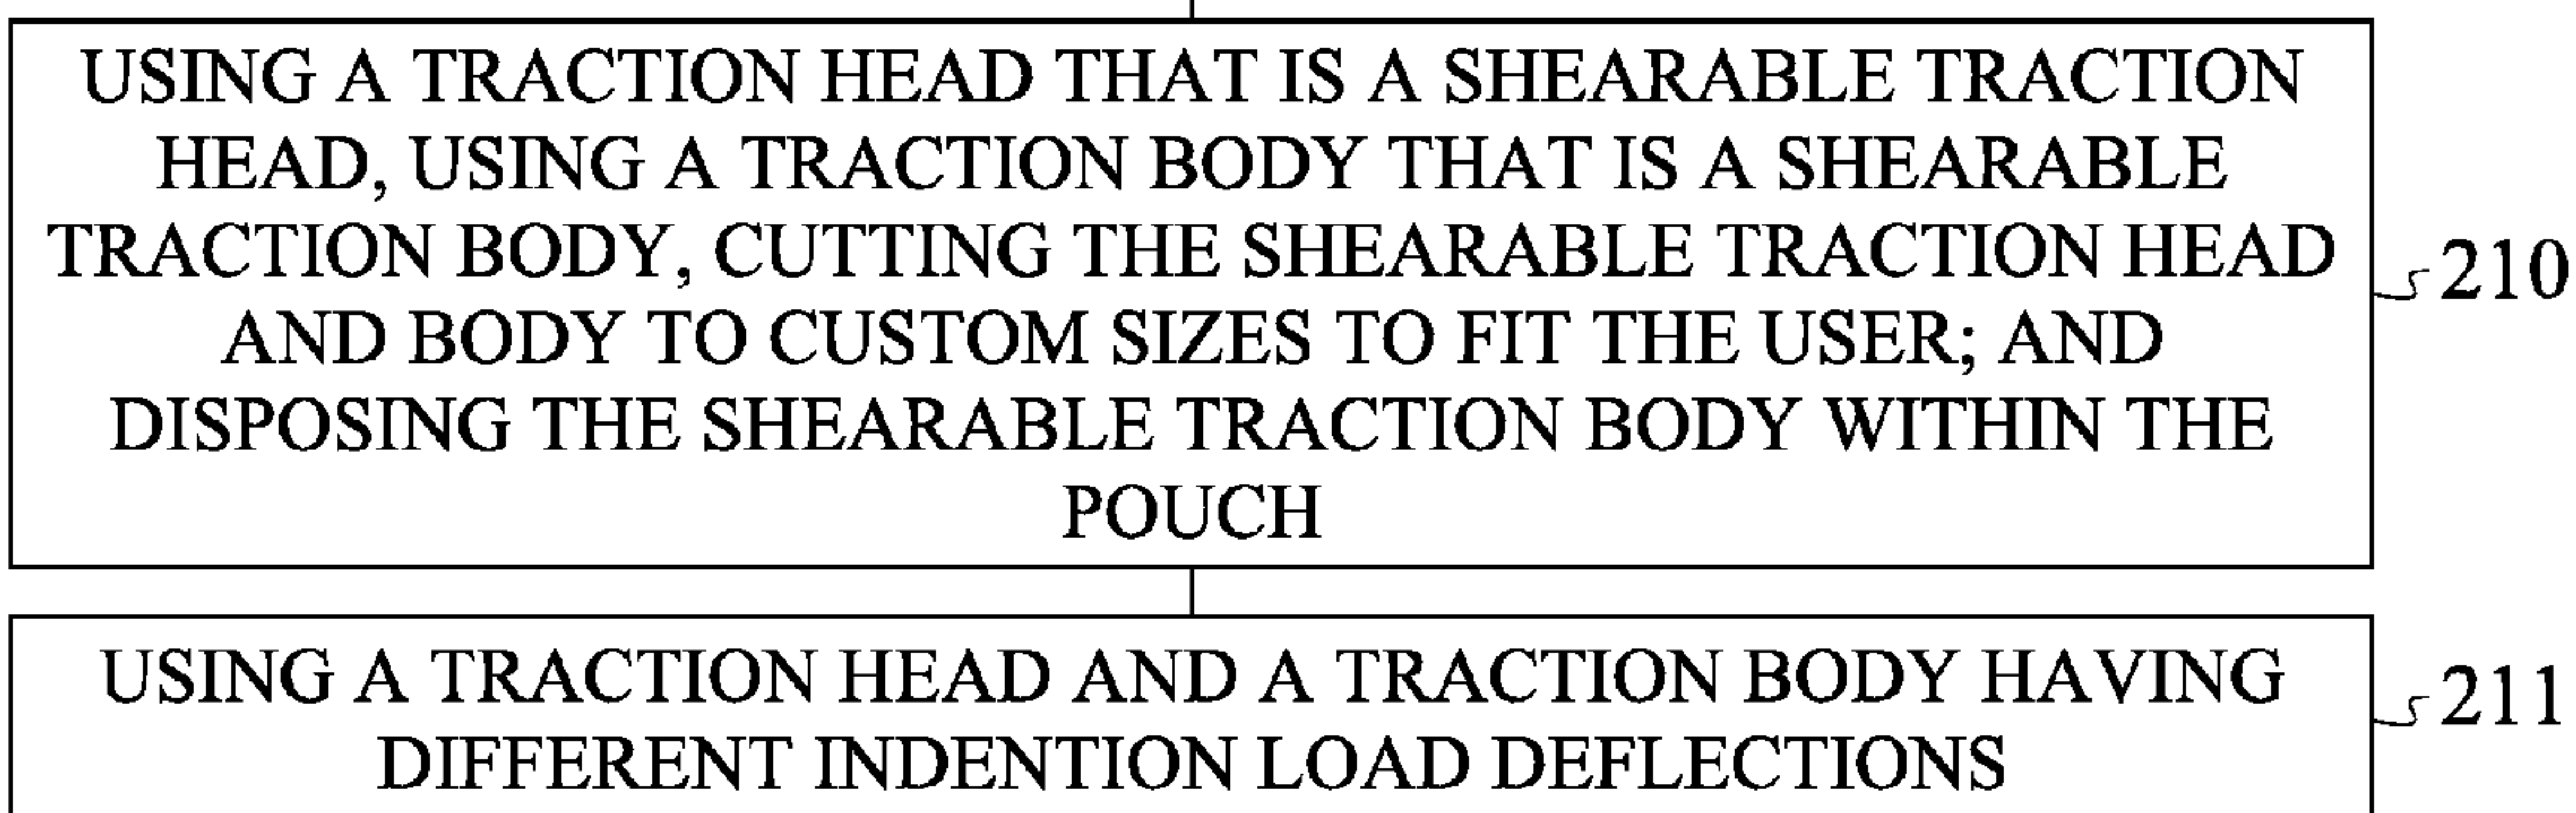 USING A TRACTION HEAD THAT IS A SHEARABLE TRACTION
HEAD, USING A TRACTION BODY THAT IS A SHEARABLE
TRACTION BODY, CUTTING THE SHEARABLE TRACTION HEAD
AND BODY TO CUSTOM SIZES TO FIT THE USER; AND
DISPOSING THE SHEARABLE TRACTION BODY WITHIN THE
POUCH
210
USING A TRACTION HEAD AND A TRACTION BODY HAVING
DIFFERENT INDENTION LOAD DEFLECTIONS
211